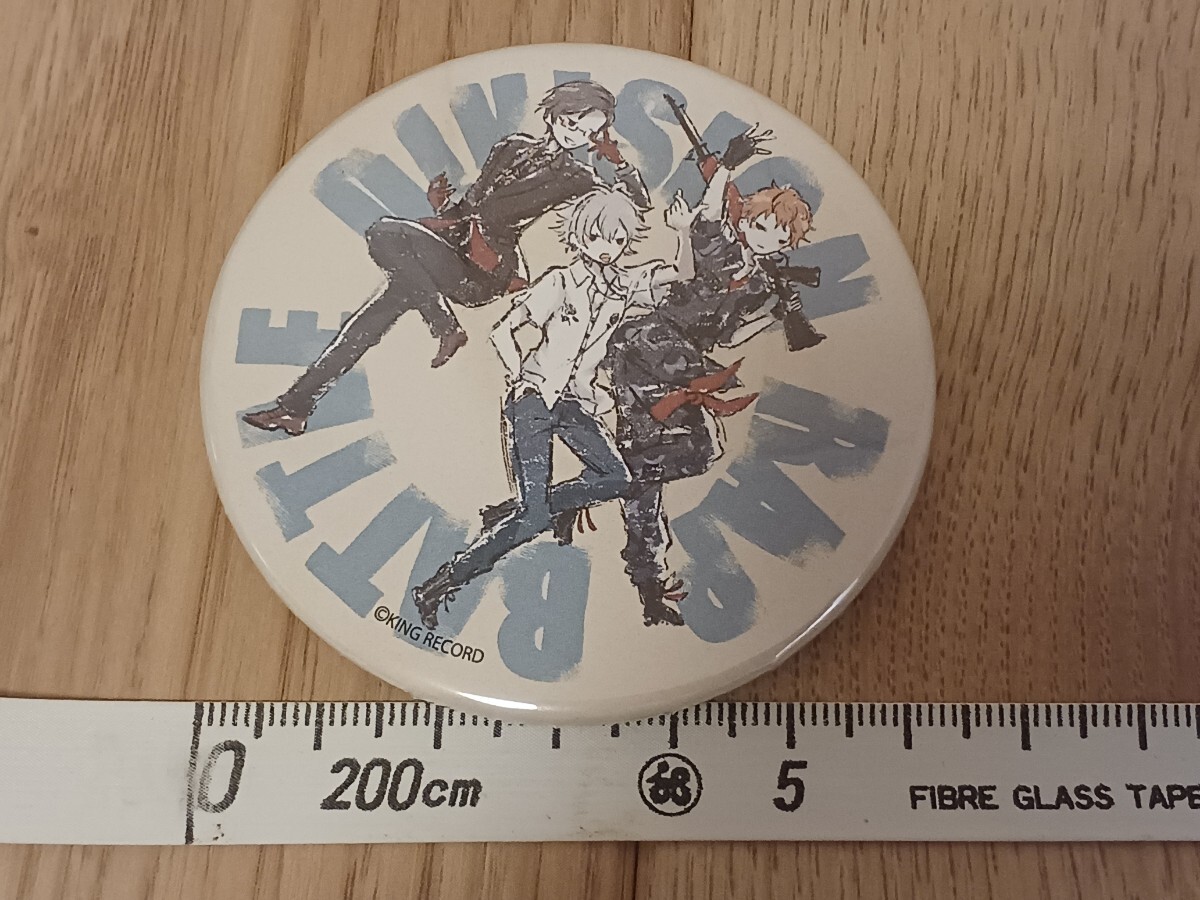 DIVISION RAP BATTLE
©KING RECORD
0 200cm 5 FIBRE GLASS TAPE